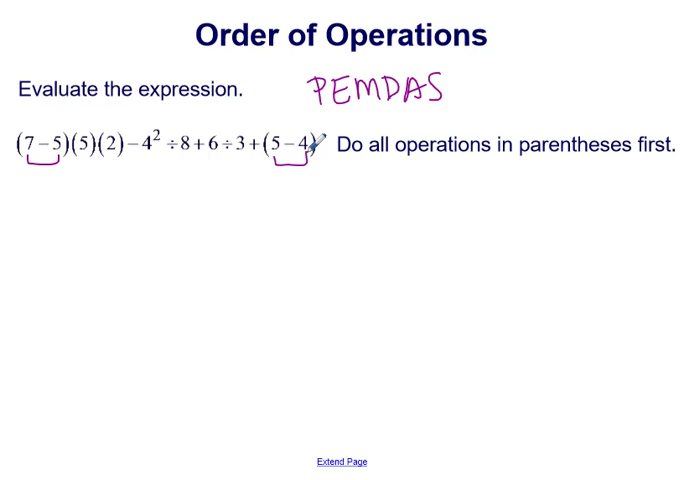 Order of Operations
Evaluate the expression. PEMDAS
(7 − 5)(5)(2) − 4² ÷ 8 + 6 ÷ 3 + (5 − 4) Do all operations in parentheses first.
Extend Page